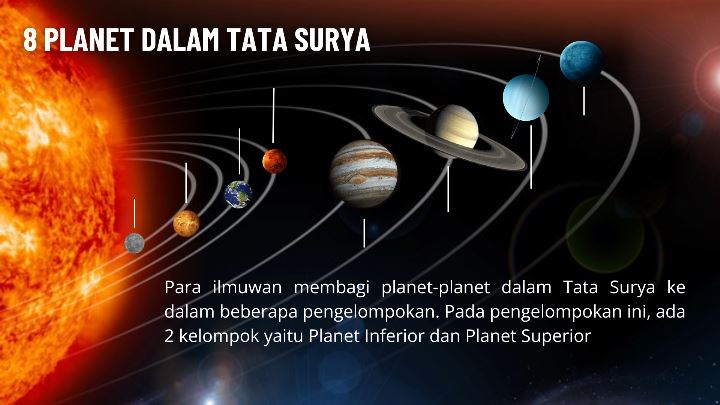 8 PLANET DALAM TATA SURYA
Para ilmuwan membagi planet-planet dalam Tata Surya ke
dalam beberapa pengelompokan. Pada pengelompokan ini, ada
2 kelompok yaitu Planet Inferior dan Planet Superior